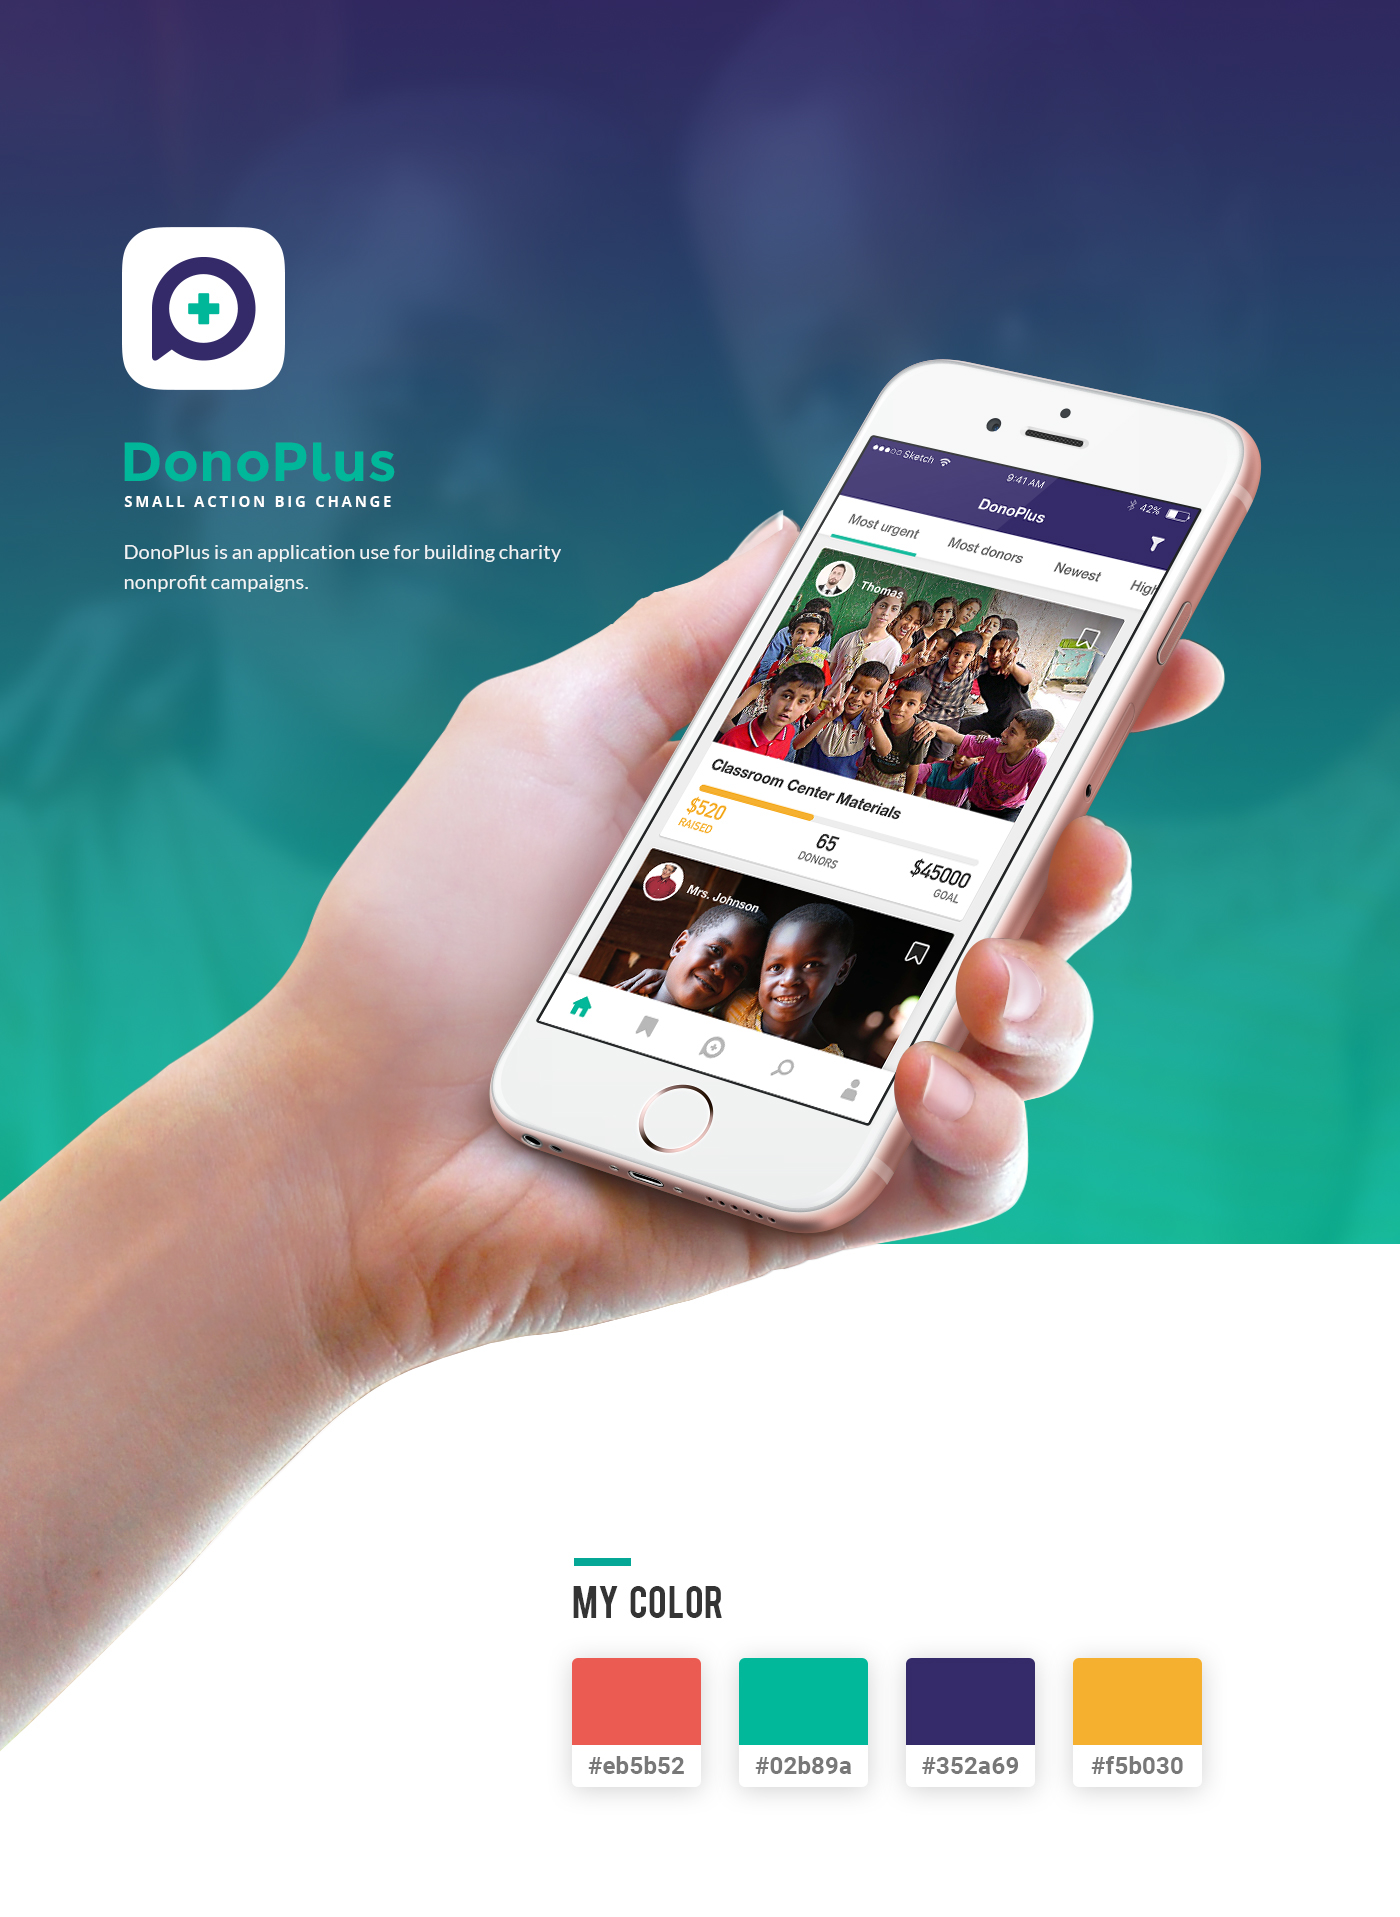 DonoPlus
SMALL ACTION BIG CHANGE
DonoPlus is an application use for building charity
nonprofit campaigns.
Sketch
9:41 AM
42%
DonoPlus
Most urgent
Most donors
Newest
High
Thomas
Classroom Center Materials
$520
RAISED
65
DONORS
$45000
GOAL
Mrs. Johnson
MY COLOR
#eb5b52
#02b89a
#352a69
#f5b030